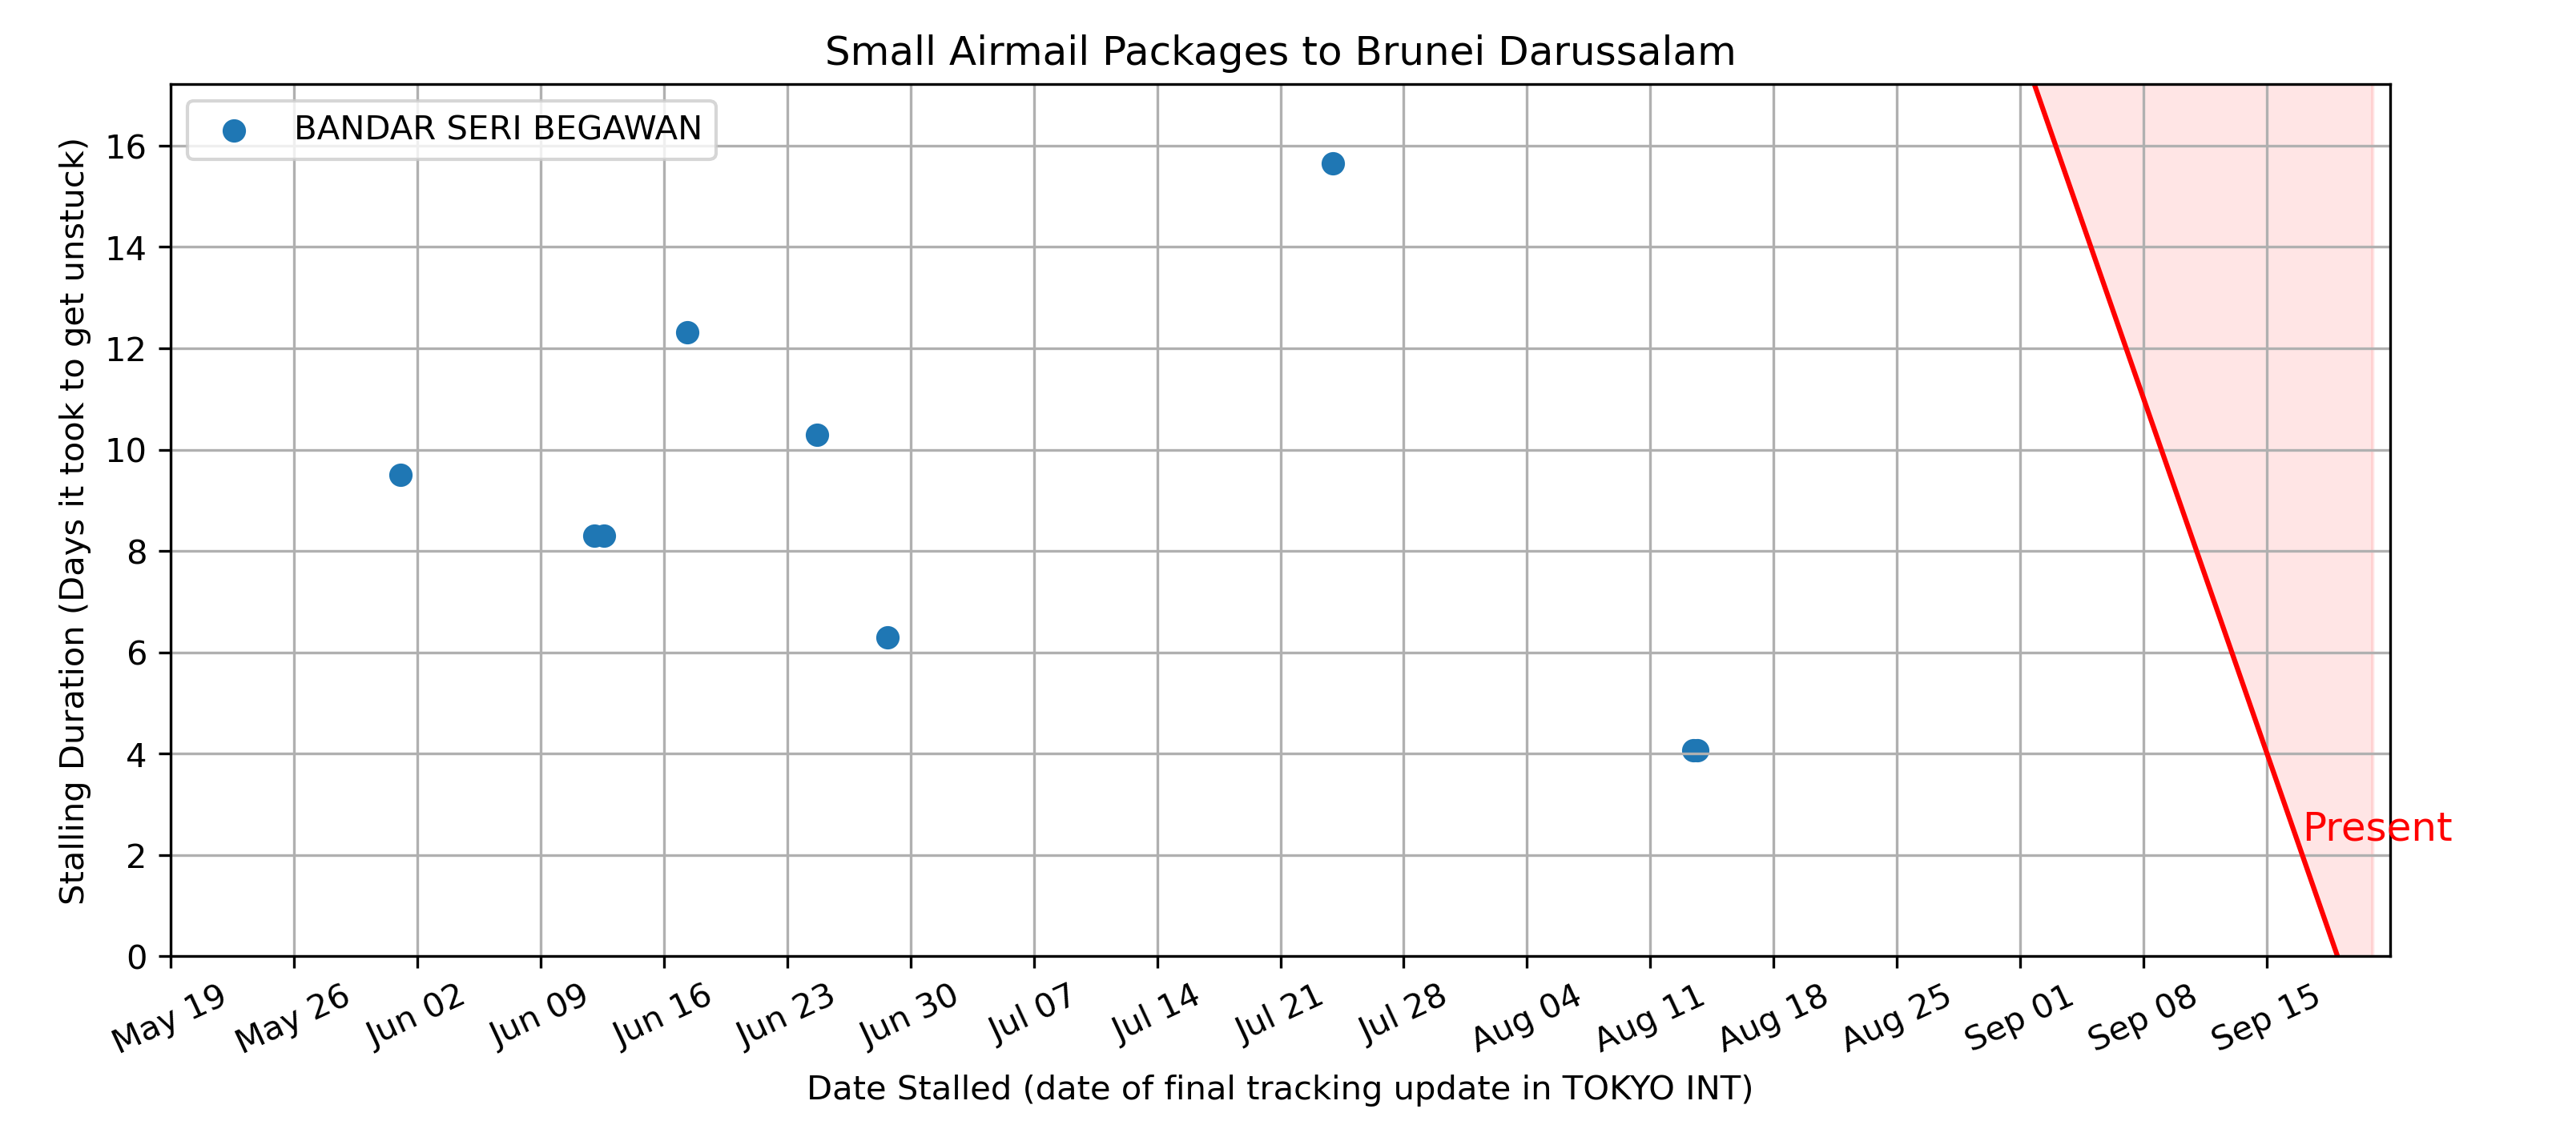 Small Airmail Packages to Brunei Darussalam
BANDAR SERI BEGAWAN
Stalling Duration (Days it took to get unstuck)
16
14
12
10
8
6
4
2
0
Present
May 19
May 26
Jun 02
Jun 09
Jun 16
Jun 23
Jun 30
Jul 07
Jul 14
Jul 21
Jul 28
Aug 04
Aug 11
Aug 18
Aug 25
Sep 01
Sep 08
Sep 15
Date Stalled (date of final tracking update in TOKYO INT)